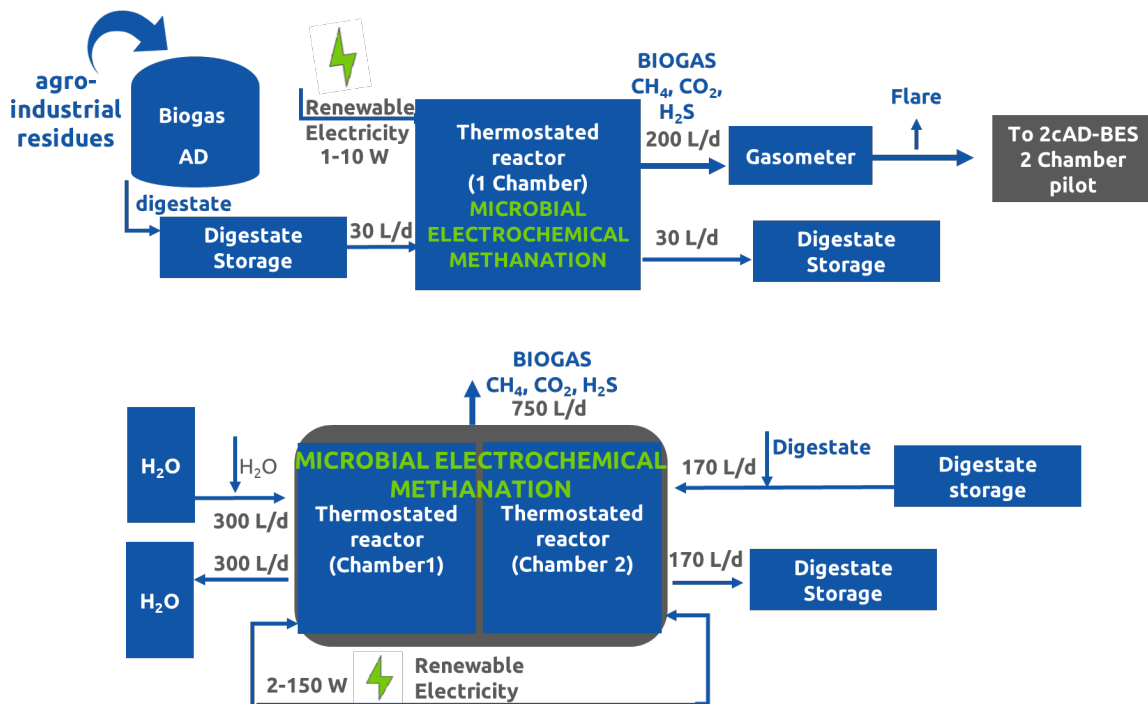 agro-
industrial
residues
Biogas
AD
digestate
Digestate
Storage
30 L/d
Renewable
Electricity
1-10 W
Thermostated
reactor
(1 Chamber)
MICROBIAL
ELECTROCHEMICAL
METHANATION
BIOGAS
CH₄, CO₂,
H₂S
200 L/d
Gasometer
Flare
To 2cAD-BES
2 Chamber
pilot
30 L/d
Digestate
Storage
BIOGAS
CH₄, CO₂, H₂S
750 L/d
H₂O
H₂O
300 L/d
H₂O
300 L/d
MICROBIAL ELECTROCHEMICAL
METHANATION
Thermostated
reactor
(Chamber1)
Thermostated
reactor
(Chamber 2)
170 L/d
Digestate
Digestate
storage
170 L/d
Digestate
Storage
2-150 W
Renewable
Electricity